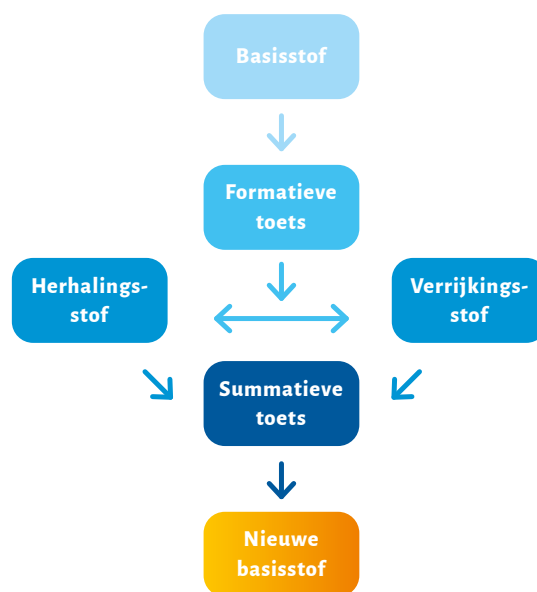 Basisstof
Formatieve
toets
Herhalings-
stof
Verrijkings-
stof
Summatieve
toets
Nieuwe
basisstof